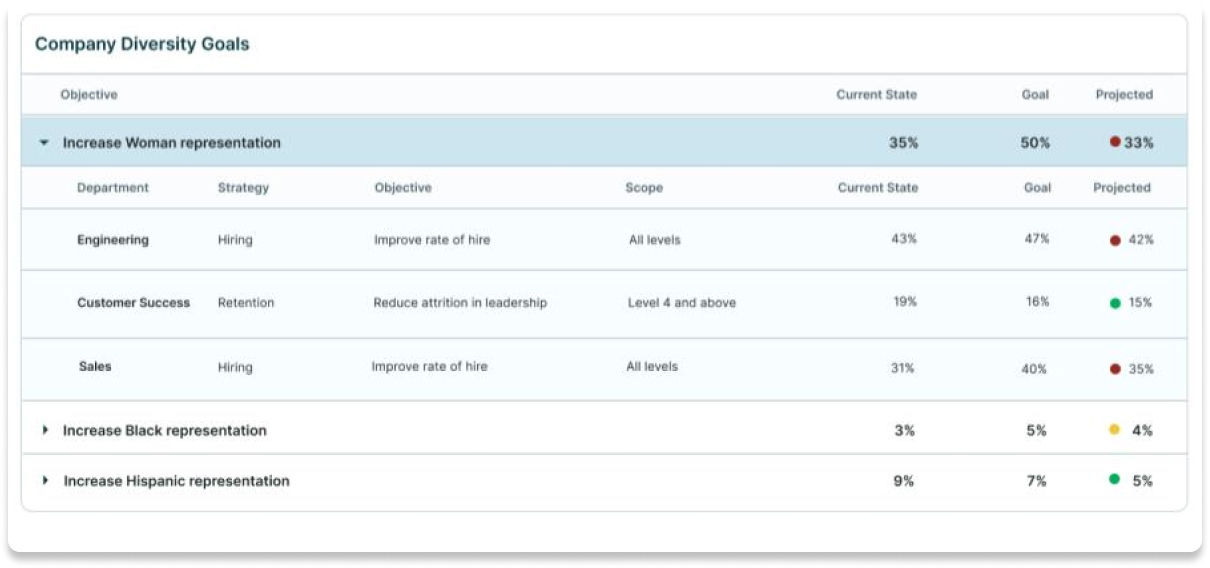 Company Diversity Goals
Objective Current State Goal Projected
Increase Woman representation 35% 50% 33%
Department Strategy Objective Scope Current State Goal Projected
Engineering Hiring Improve rate of hire All levels 43% 47% 42%
Customer Success Retention Reduce attrition in leadership Level 4 and above 19% 16% 15%
Sales Hiring Improve rate of hire All levels 31% 40% 35%
Increase Black representation 3% 5% 4%
Increase Hispanic representation 9% 7% 5%